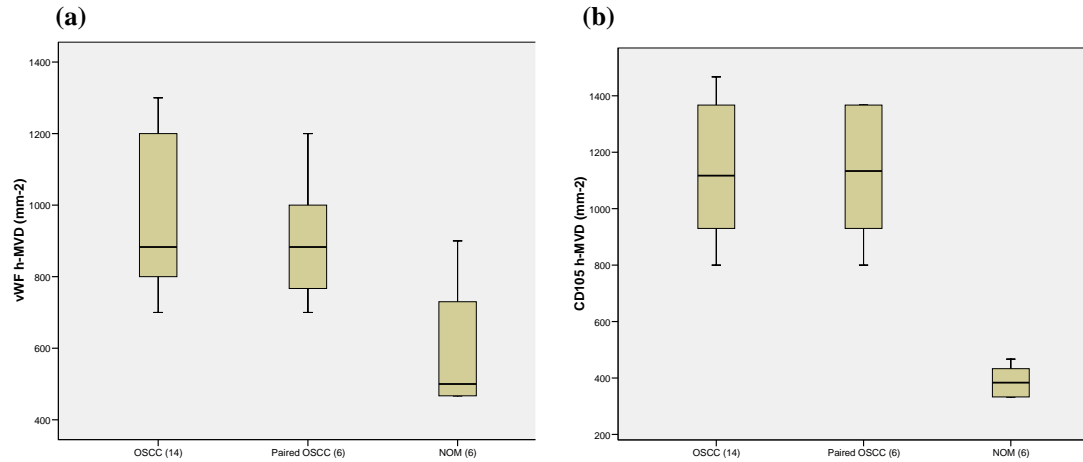 (a)
1400
1200
1000
800
600
400
vWF h-MVD (mm-2)
OSCC (14) Paired OSCC (6) NOM (6)
(b)
1400
1200
1000
800
600
400
200
CD105 h-MVD (mm-2)
OSCC (14) Paired OSCC (6) NOM (6)